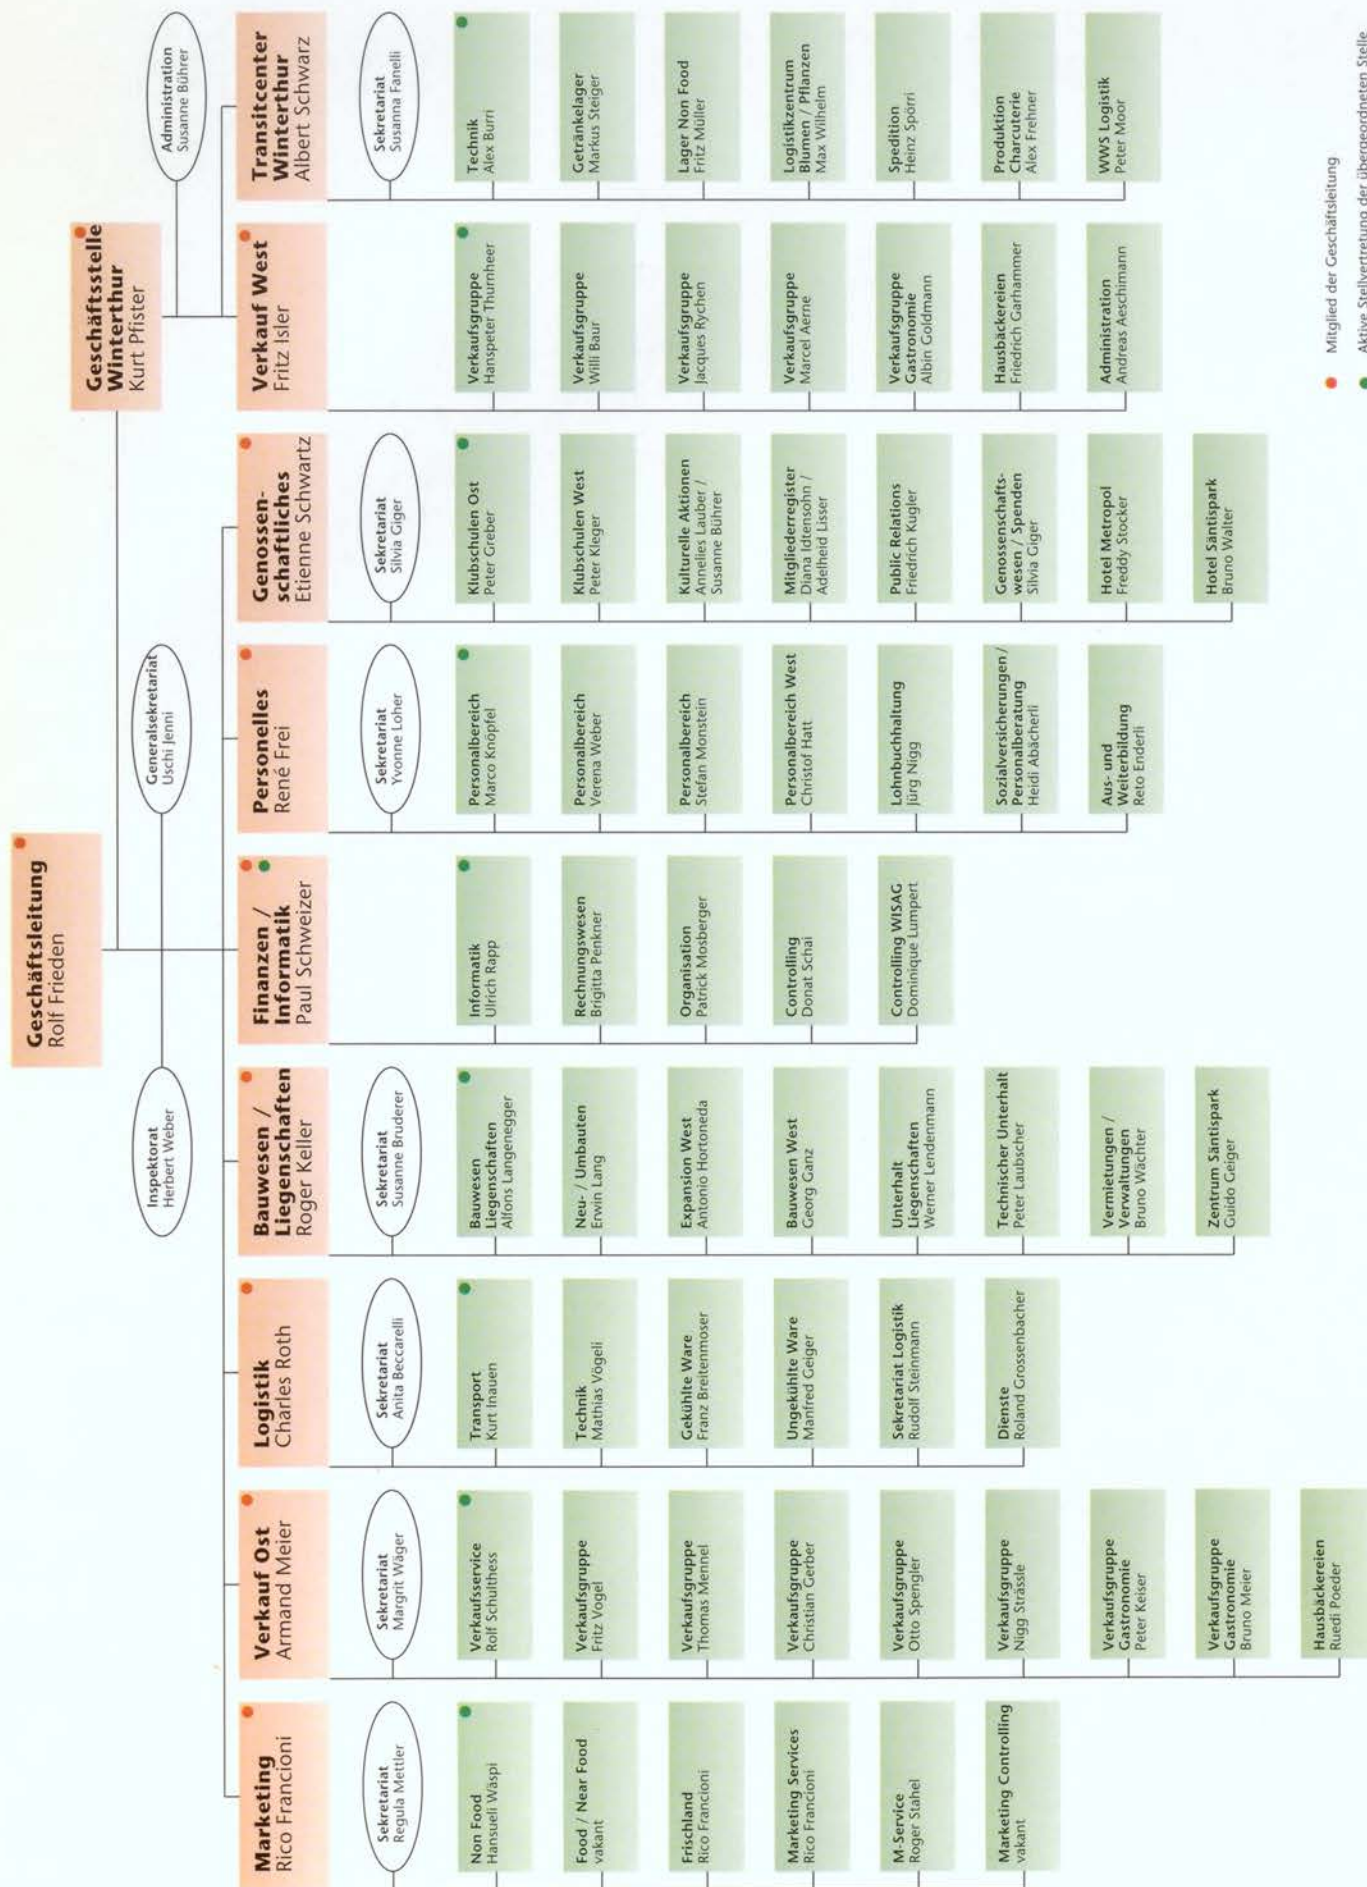 Geschäftsleitung
Rolf Frieden
Inspektorat
Herbert Weber
Generalsekretariat
Uschi Jenni
Geschäftsstelle
Winterthur
Kurt Pfister
Administration
Susanne Bührer
Marketing
Rico Francioni
Sekretariat
Regula Mettler
Non Food
Hansueli Wäspi
Food / Near Food
vakant
Frischland
Rico Francioni
Marketing Services
Rico Francioni
M-Service
Roger Stahel
Marketing Controlling
vakant
Verkauf Ost
Armand Meier
Sekretariat
Margrit Wäger
Verkaufsservice
Rolf Schulthess
Verkaufsgruppe
Fritz Vogel
Verkaufsgruppe
Thomas Mennel
Verkaufsgruppe
Christian Gerber
Verkaufsgruppe
Otto Spengler
Verkaufsgruppe
Nigg Strässle
Verkaufsgruppe
Gastronomie
Peter Keiser
Verkaufsgruppe
Gastronomie
Bruno Meier
Hausbäckereien
Ruedi Poeder
Logistik
Charles Roth
Sekretariat
Anita Beccarelli
Transport
Kurt Inauen
Technik
Mathias Vögeli
Gekühlte Ware
Franz Breitenmoser
Ungekühlte Ware
Manfred Geiger
Sekretariat Logistik
Rudolf Steinmann
Dienste
Roland Grossenbacher
Bauwesen /
Liegenschaften
Roger Keller
Sekretariat
Susanne Bruderer
Bauwesen
Liegenschaften
Alfons Langenegger
Neu- / Umbauten
Erwin Lang
Expansion West
Antonio Hortoneda
Bauwesen West
Georg Ganz
Unterhalt
Liegenschaften
Werner Lendenmann
Technischer Unterhalt
Peter Laubscher
Vermietungen /
Verwaltungen
Bruno Wächter
Zentrum Säntispark
Guido Geiger
Finanzen /
Informatik
Paul Schweizer
Informatik
Ulrich Rapp
Rechnungswesen
Brigitta Penkner
Organisation
Patrick Mosberger
Controlling
Donat Schai
Controlling WISAG
Dominique Lumpert
Personelles
René Frei
Sekretariat
Yvonne Loher
Personalbereich
Marco Knöpfel
Personalbereich
Verena Weber
Personalbereich
Stefan Monstein
Personalbereich West
Christof Hatt
Lohnbuchhaltung
Jürg Nigg
Sozialversicherungen /
Personalberatung
Heidi Abächerli
Aus- und
Weiterbildung
Reto Enderli
Genossen-
schaftliches
Etienne Schwartz
Sekretariat
Silvia Giger
Klubschulen Ost
Peter Greber
Klubschulen West
Peter Kleger
Kulturelle Aktionen
Annelies Lauber /
Susanne Bührer
Mitgliederregister
Diana Idtensohn /
Adelheid Lisser
Public Relations
Friedrich Kugler
Genossenschafts-
wesen / Spenden
Silvia Giger
Hotel Metropol
Freddy Stocker
Hotel Säntispark
Bruno Walter
Verkauf West
Fritz Isler
Verkaufsgruppe
Hanspeter Thurnheer
Verkaufsgruppe
Willi Baur
Verkaufsgruppe
Jacques Rychen
Verkaufsgruppe
Marcel Aerne
Verkaufsgruppe
Gastronomie
Albin Goldmann
Hausbäckereien
Friedrich Garhammer
Administration
Andreas Aeschimann
Transitcenter
Winterthur
Albert Schwarz
Sekretariat
Susanna Fanelli
Technik
Alex Burri
Getränkelager
Markus Steiger
Lager Non Food
Fritz Müller
Logistikzentrum
Blumen / Pflanzen
Max Wilhelm
Spedition
Heinz Spörri
Produktion
Charcuterie
Alex Frehner
WWS Logistik
Peter Moor
Mitglied der Geschäftsleitung
Aktive Stellvertretung der übergeordneten Stelle